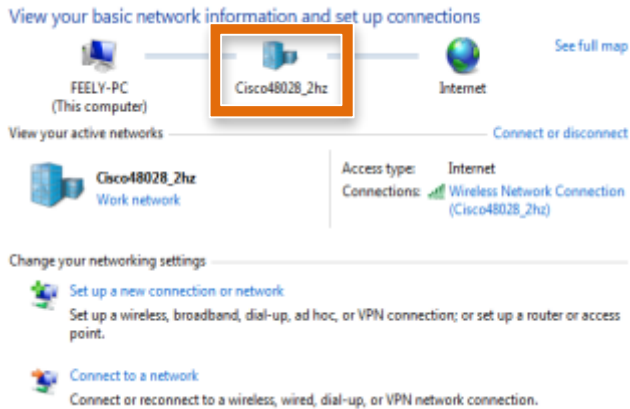 View your basic network information and set up connections
See full map
FEELY-PC
(This computer)
Cisco48028_2hz
Internet
View your active networks
Connect or disconnect
Cisco48028_2hz
Work network
Access type: Internet
Connections: Wireless Network Connection
(Cisco48028_2hz)
Change your networking settings
Set up a new connection or network
Set up a wireless, broadband, dial-up, ad hoc, or VPN connection; or set up a router or access
point.
Connect to a network
Connect or reconnect to a wireless, wired, dial-up, or VPN network connection.